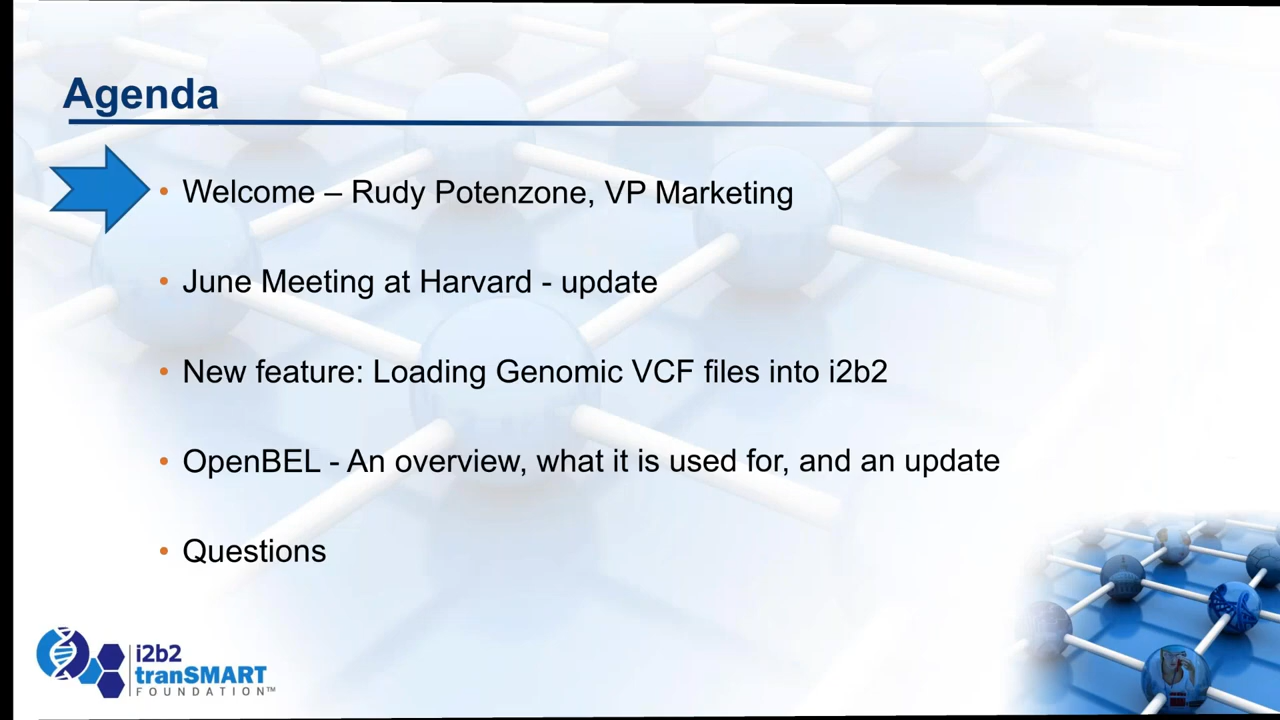 Agenda
• Welcome – Rudy Potenzone, VP Marketing
• June Meeting at Harvard - update
• New feature: Loading Genomic VCF files into i2b2
• OpenBEL - An overview, what it is used for, and an update
• Questions
i2b2
tranSMART
FOUNDATION™